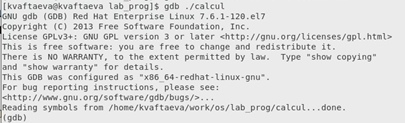 [kvaftaeva@kvaftaeva lab_prog]$ gdb ./calcul
GNU gdb (GDB) Red Hat Enterprise Linux 7.6.1-120.el7
Copyright (C) 2013 Free Software Foundation, Inc.
License GPLv3+: GNU GPL version 3 or later <http://gnu.org/licenses/gpl.html>
This is free software: you are free to change and redistribute it.
There is NO WARRANTY, to the extent permitted by law.  Type "show copying"
and "show warranty" for details.
This GDB was configured as "x86_64-redhat-linux-gnu".
For bug reporting instructions, please see:
<http://www.gnu.org/software/gdb/bugs/>...
Reading symbols from /home/kvaftaeva/work/os/lab_prog/calcul...done.
(gdb)